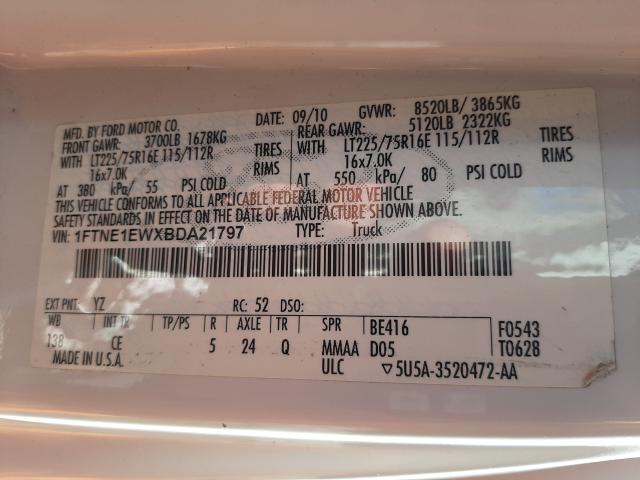 MFD. BY FORD MOTOR CO. DATE: 09/10 GVWR: 8520LB/ 3865KG
FRONT GAWR: 3700LB 1678KG REAR GAWR: 5120LB 2322KG
WITH LT225/75R16E 115/112R TIRES WITH LT225/75R16E 115/112R TIRES
16x7.0K RIMS 16x7.0K RIMS
AT 380 kPa/ 55 PSI COLD AT 550 kPa/ 80 PSI COLD
THIS VEHICLE CONFORMS TO ALL APPLICABLE FEDERAL MOTOR VEHICLE
SAFETY STANDARDS IN EFFECT ON THE DATE OF MANUFACTURE SHOWN ABOVE.
VIN: 1FTNE1EWXBDA21797 TYPE: Truck
EXT PNT: YZ RC: 52 DSO:
WB INT TR TP/PS R AXLE TR SPR BE416 F0543
138 CE 5 24 Q MMAA D05 T0628
MADE IN U.S.A. ULC ▽5U5A-3520472-AA